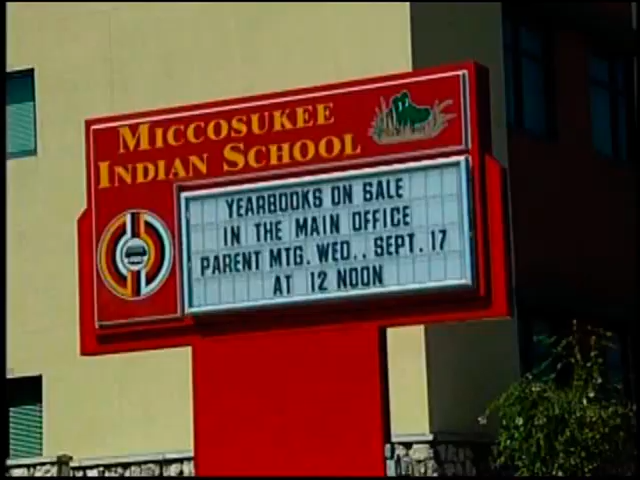 MICCOSUKEE
INDIAN SCHOOL
YEARBOOKS ON SALE
IN THE MAIN OFFICE
PARENT MTG. WED., SEPT. 17
AT 12 NOON